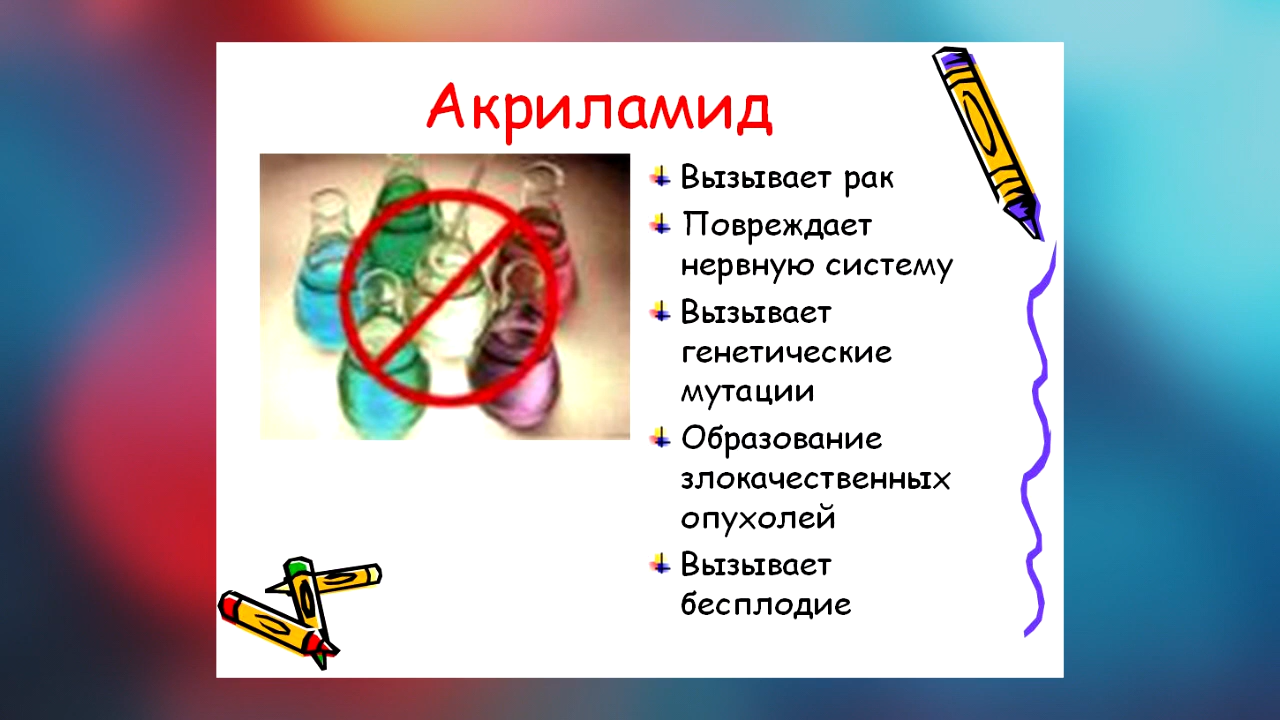 Акриламид
Вызывает рак
Повреждает
нервную систему
Вызывает
генетические
мутации
Образование
злокачественных
опухолей
Вызывает
бесплодие